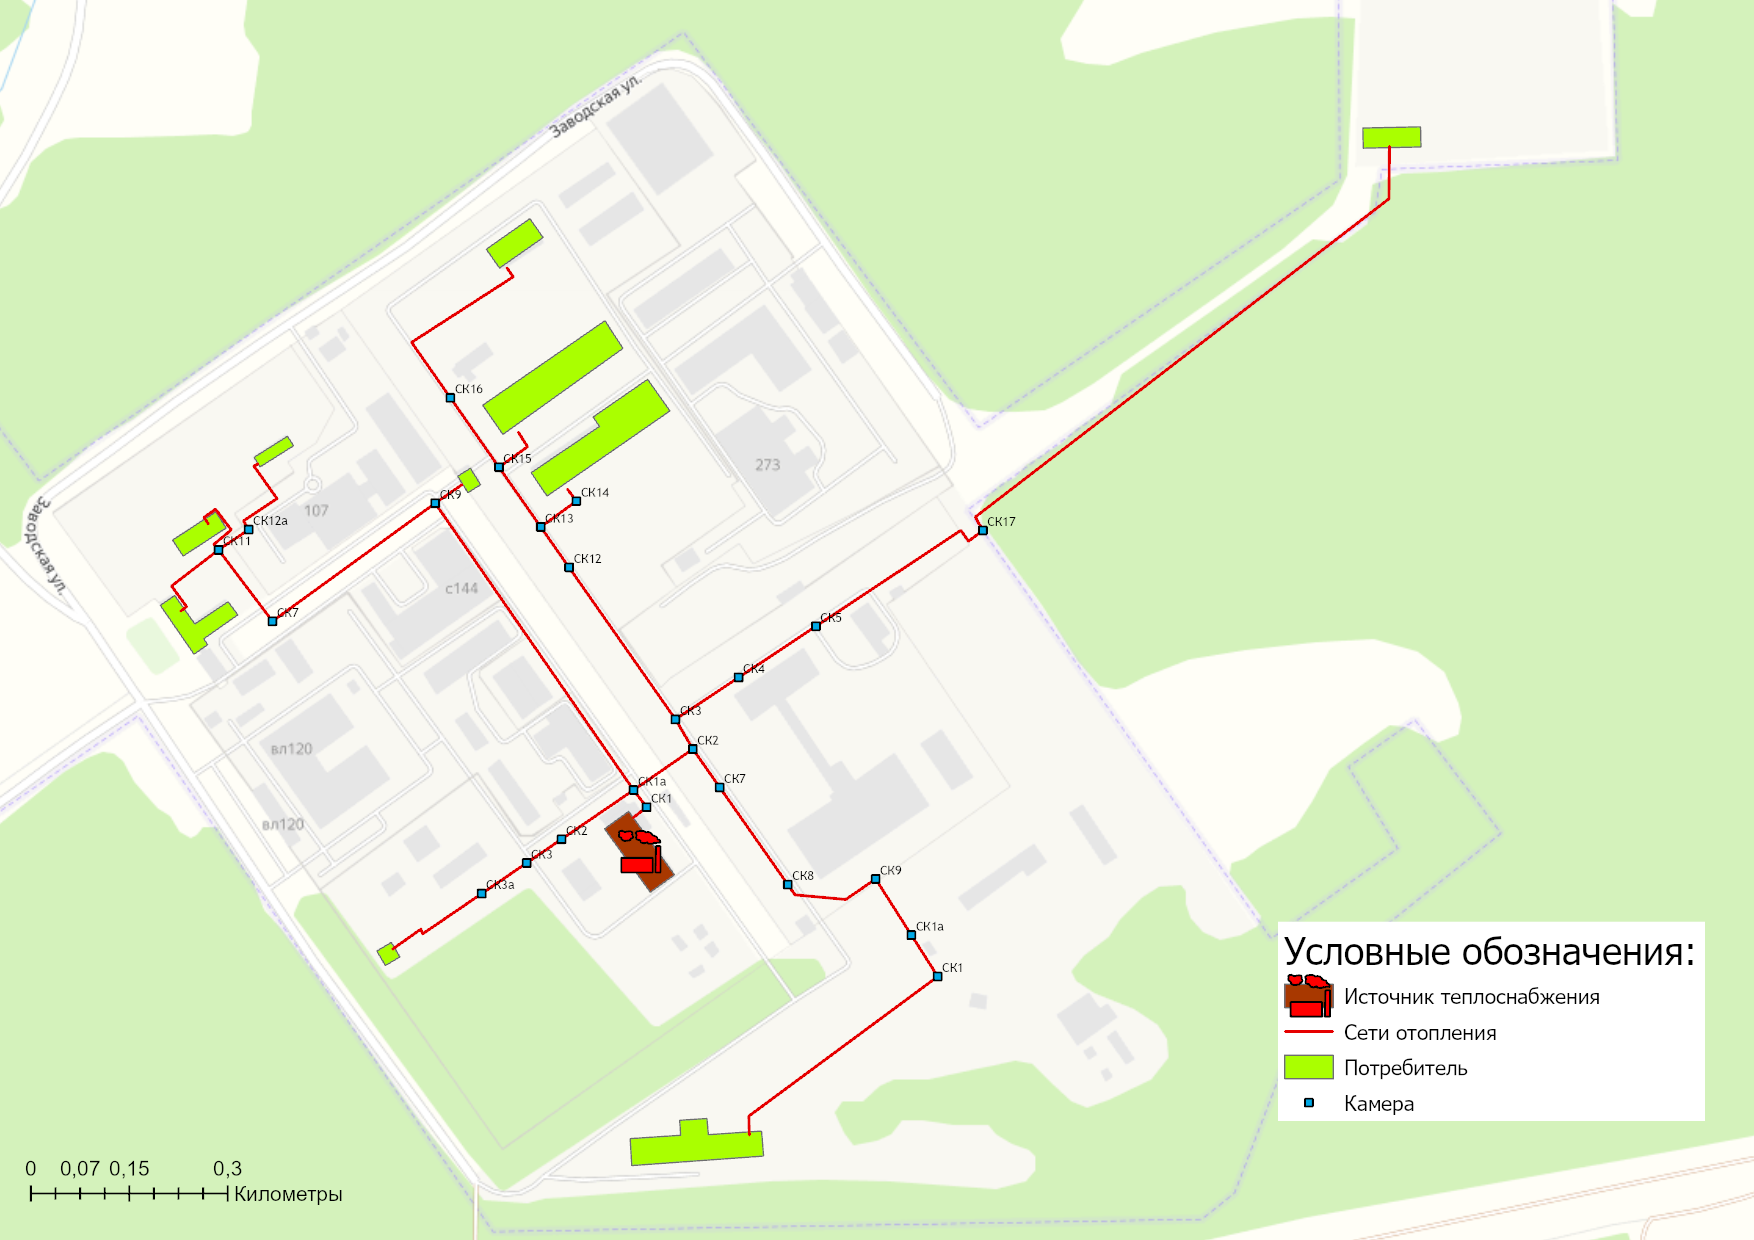 Заводская ул.
СК16
СК15
273
СК9
СК14
107
СК12а
СК13
СК17
СК11
Заводская ул.
СК12
с144
СК7
СК5
СК4
СК3
СК2
вл120
СК7
СК1а
СК1
вл120
СК2
СК3
СК8
СК9
СК3а
СК1а
СК1
Условные обозначения:
Источник теплоснабжения
Сети отопления
Потребитель
Камера
0 0,07 0,15 0,3
Километры